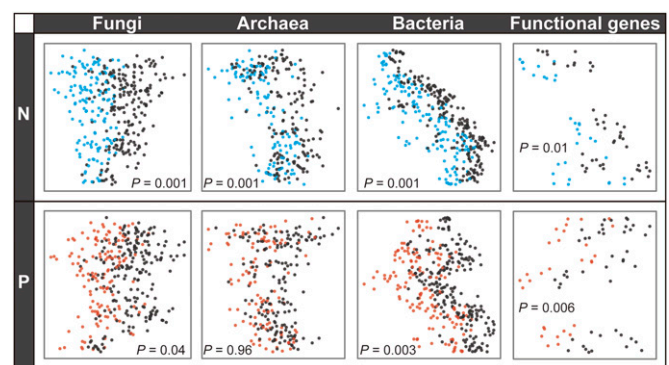 Fungi Archaea Bacteria Functional genes
N
P = 0.001 P = 0.001 P = 0.001 P = 0.01
P
P = 0.04 P = 0.96 P = 0.003 P = 0.006